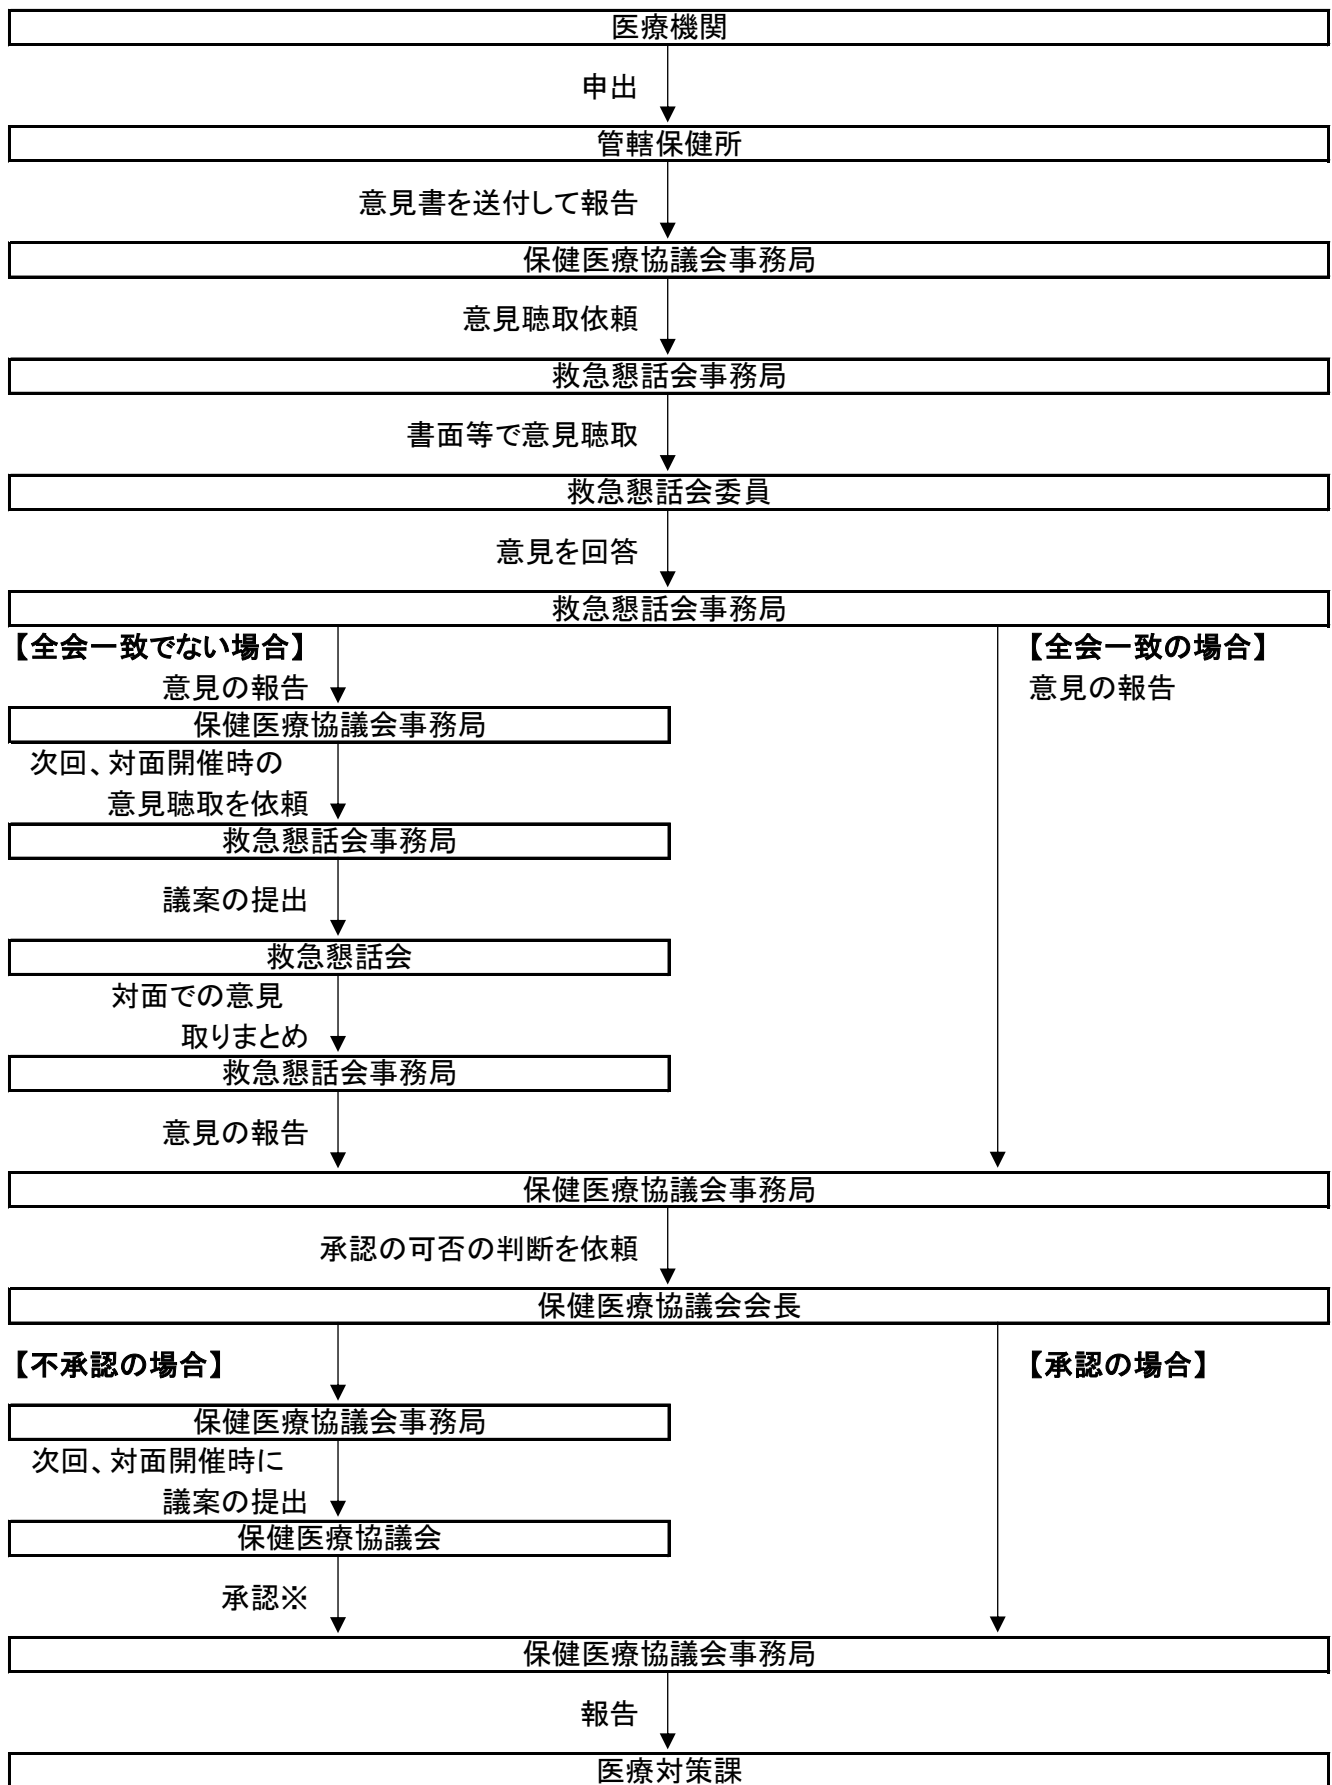 医療機関
申出
管轄保健所
意見書を送付して報告
保健医療協議会事務局
意見聴取依頼
救急懇話会事務局
書面等で意見聴取
救急懇話会委員
意見を回答
救急懇話会事務局
【全会一致でない場合】
意見の報告
保健医療協議会事務局
次回、対面開催時の
意見聴取を依頼
救急懇話会事務局
議案の提出
救急懇話会
対面での意見
取りまとめ
救急懇話会事務局
意見の報告
【全会一致の場合】
意見の報告
保健医療協議会事務局
承認の可否の判断を依頼
保健医療協議会会長
【不承認の場合】
保健医療協議会事務局
次回、対面開催時に
議案の提出
保健医療協議会
承認※
【承認の場合】
保健医療協議会事務局
報告
医療対策課